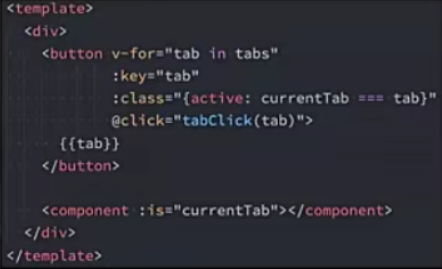 <template>
  <div>
    <button v-for="tab in tabs"
            :key="tab"
            :class="{active: currentTab === tab}"
            @click="tabClick(tab)">
      {{tab}}
    </button>

    <component :is="currentTab"></component>
  </div>
</template>